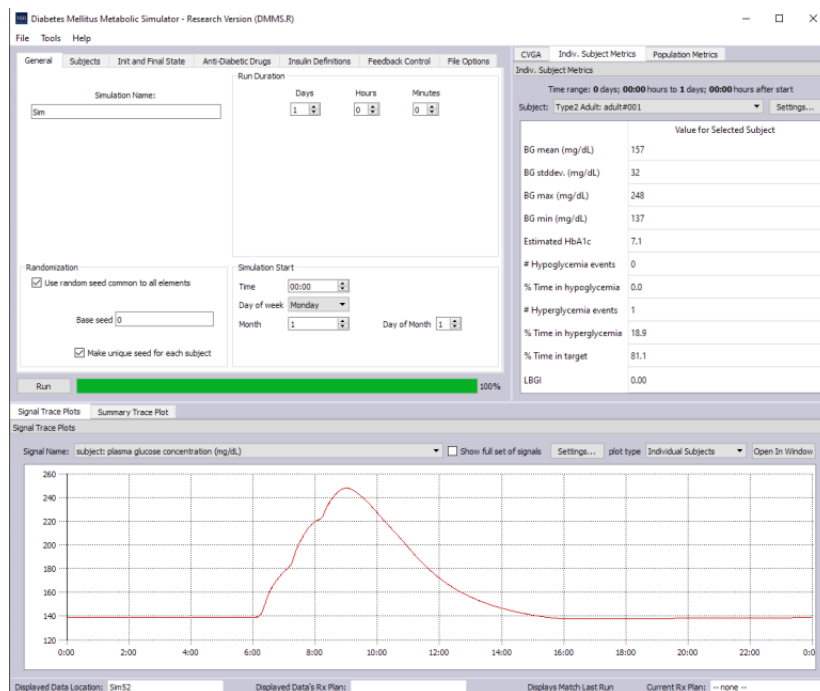 Diabetes Mellitus Metabolic Simulator - Research Version (DMMS.R)
File Tools Help
General Subjects Init and Final State Anti-Diabetic Drugs Insulin Definitions Feedback Control File Options
Simulation Name:
Sim
Run Duration
Days Hours Minutes
1 0 0
Randomization
Use random seed common to all elements
Base seed 0
Make unique seed for each subject
Simulation Start
Time 00:00
Day of week Monday
Month 1 Day of Month 1
Run 100%
CVGA Indiv. Subject Metrics Population Metrics
Indiv. Subject Metrics
Time range: 0 days; 00:00 hours to 1 days; 00:00 hours after start
Subject: Type2 Adult: adult#001 Settings...
Value for Selected Subject
BG mean (mg/dL) 157
BG stddev. (mg/dL) 32
BG max (mg/dL) 248
BG min (mg/dL) 137
Estimated HbA1c 7.1
# Hypoglycemia events 0
% Time in hypoglycemia 0.0
# Hyperglycemia events 1
% Time in hyperglycemia 18.9
% Time in target 81.1
LBGI 0.00
Signal Trace Plots Summary Trace Plot
Signal Trace Plots
Signal Name: subject: plasma glucose concentration (mg/dL) Show full set of signals Settings... plot type Individual Subjects Open In Window
260
240
220
200
180
160
140
120
0:00 2:00 4:00 6:00 8:00 10:00 12:00 14:00 16:00 18:00 20:00 22:00 0:0
Displayed Data Location: Sim52 Displayed Data's Rx Plan: Displays Match Last Run Current Rx Plan: -- none --